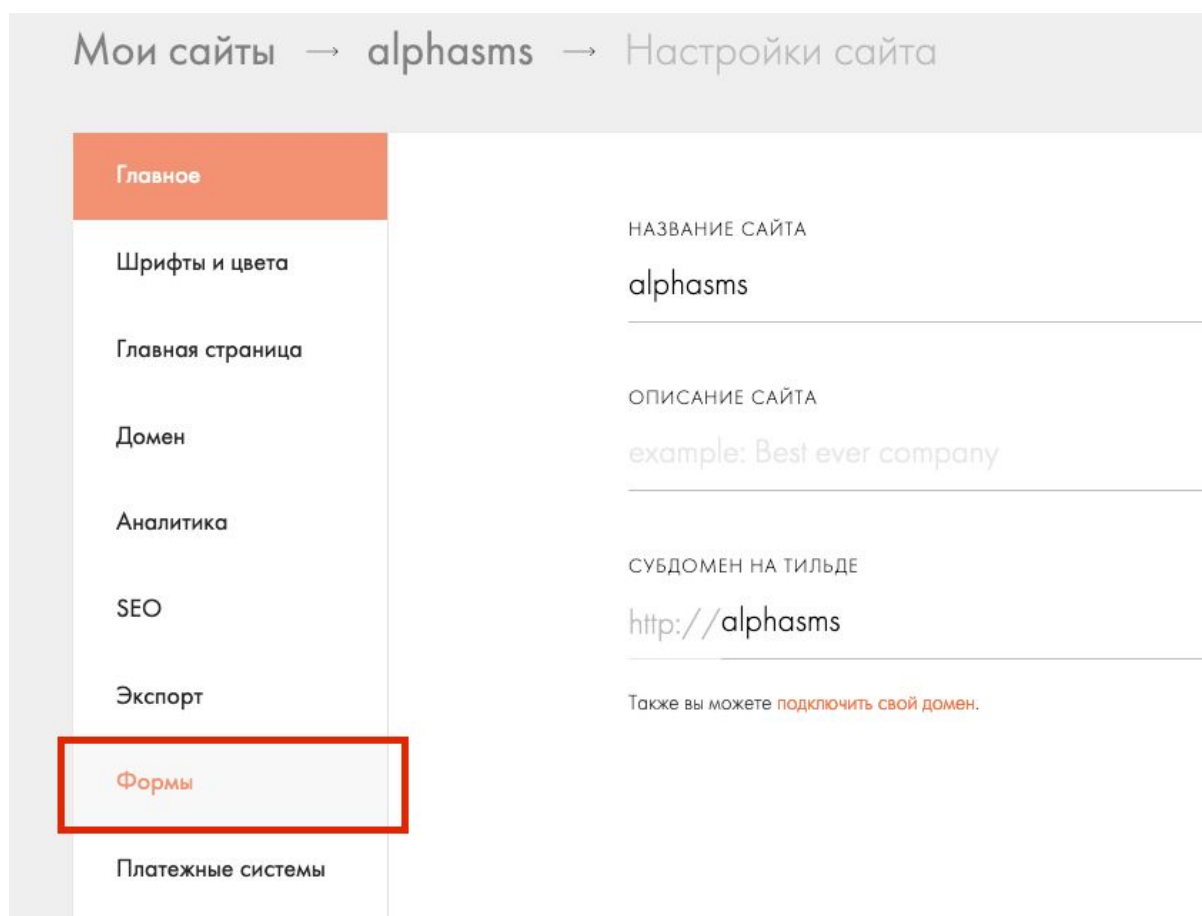 Мои сайты → alphasms → Настройки сайта
Главное
Шрифты и цвета
Главная страница
Домен
Аналитика
SEO
Экспорт
Формы
Платежные системы
НАЗВАНИЕ САЙТА
alphasms
ОПИСАНИЕ САЙТА
example: Best ever company
СУБДОМЕН НА ТИЛЬДЕ
http://alphasms
Также вы можете подключить свой домен.